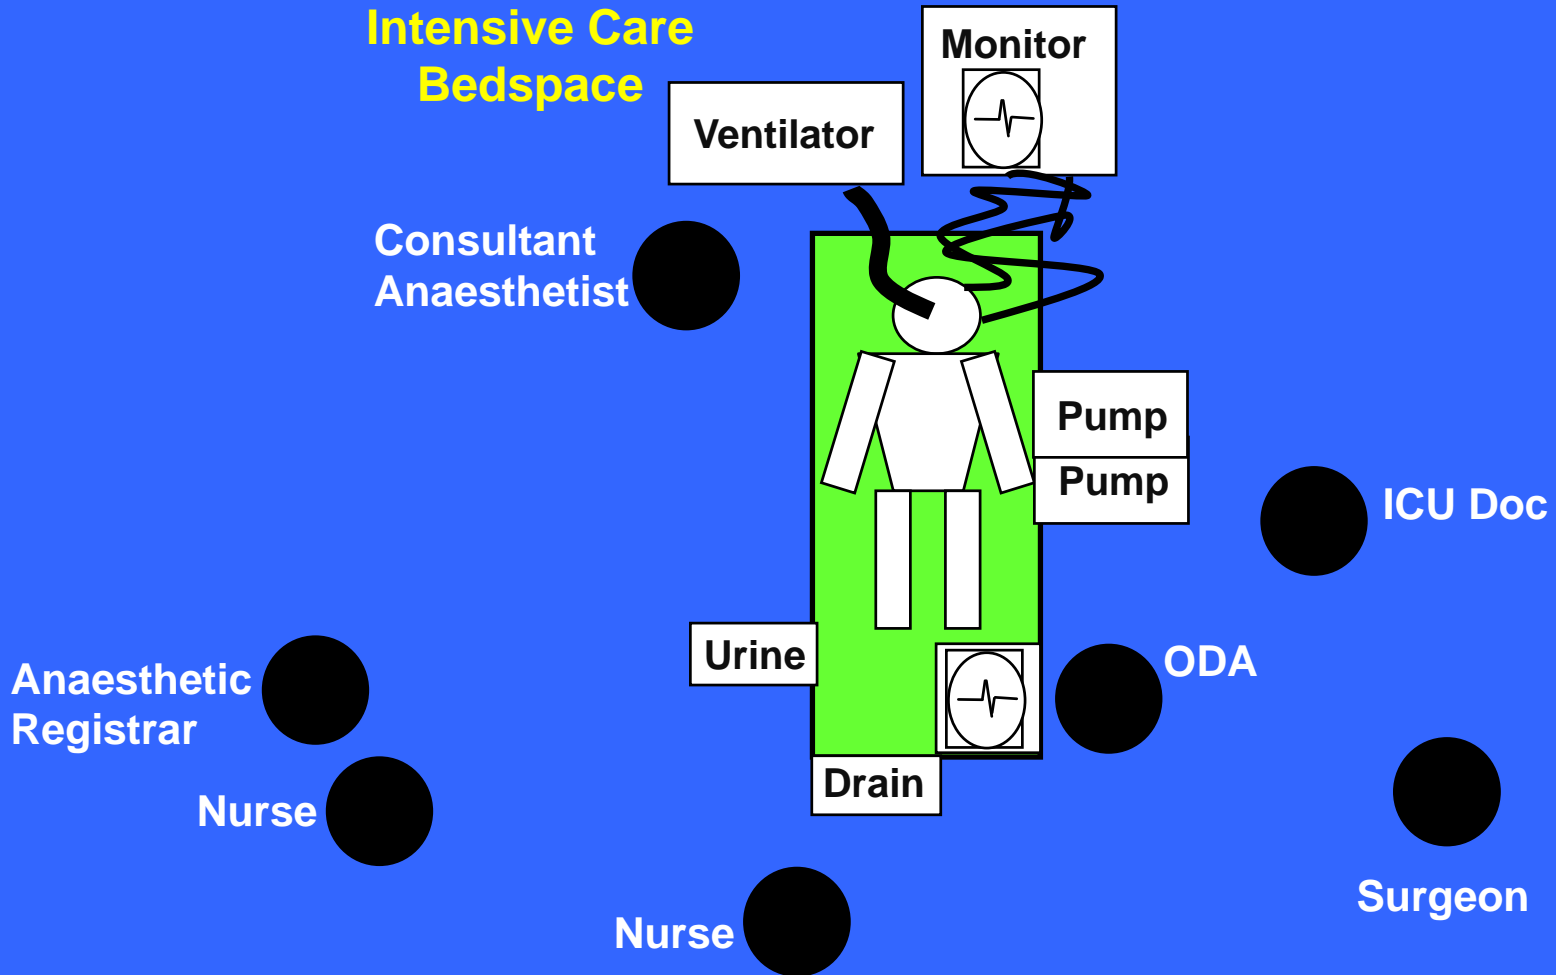 Intensive Care
Bedspace
Monitor
Ventilator
Consultant
Anaesthetist
Pump
Pump
ICU Doc
Urine
ODA
Anaesthetic
Registrar
Drain
Nurse
Surgeon
Nurse